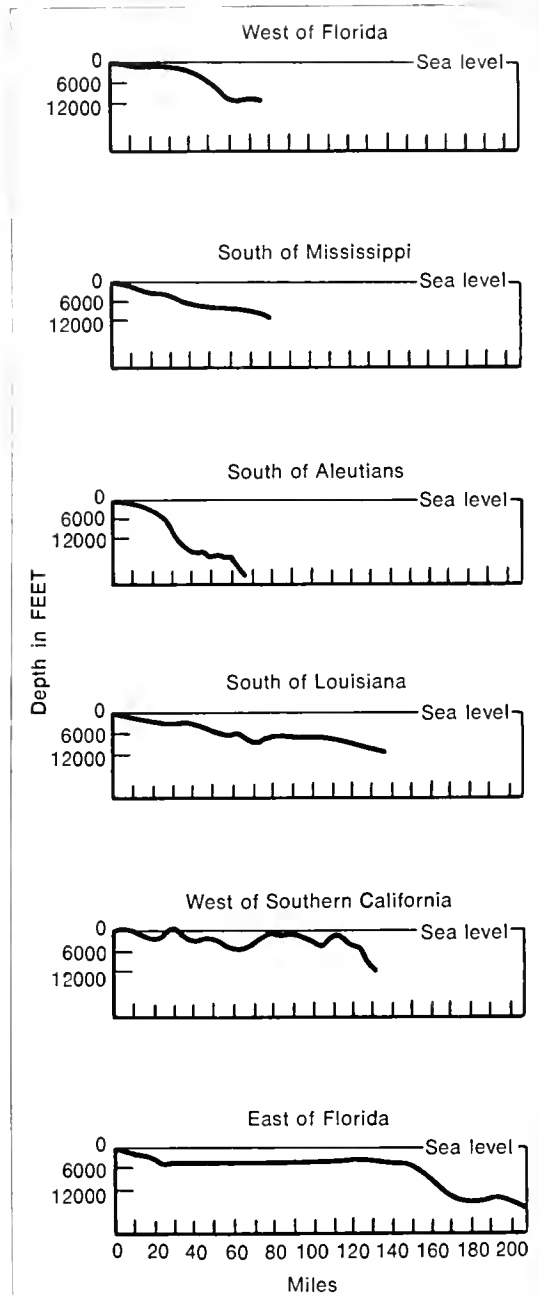 West of Florida
0
Sea level
6000
12000
South of Mississippi
0
Sea level
6000
12000
South of Aleutians
0
Sea level
6000
12000
Depth in FEET
South of Louisiana
0
Sea level
6000
12000
West of Southern California
0
Sea level
6000
12000
East of Florida
0
Sea level
6000
12000
0 20 40 60 80 100 120 140 160 180 200
Miles